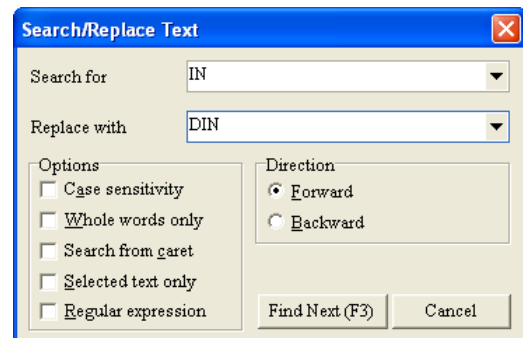 Search/Replace Text
Search for IN
Replace with DIN
Options
Case sensitivity
Whole words only
Search from caret
Selected text only
Regular expression
Direction
Forward
Backward
Find Next (F3) Cancel